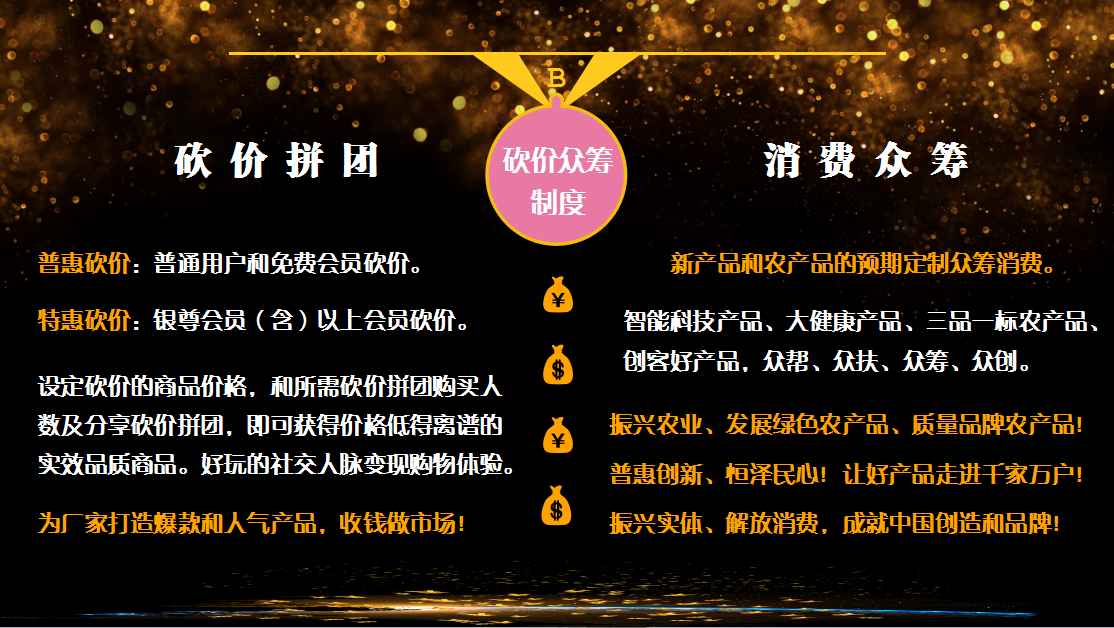 B
砍价众筹
制度
砍价拼团
普惠砍价：普通用户和免费会员砍价。
特惠砍价：银尊会员（含）以上会员砍价。
设定砍价的商品价格，和所需砍价拼团购买人
数及分享砍价拼团，即可获得价格低得离谱的
实效品质商品。好玩的社交人脉变现购物体验。
为厂家打造爆款和人气产品，收钱做市场！
¥
$
¥
$
消费众筹
新产品和农产品的预期定制众筹消费。
智能科技产品、大健康产品、三品一标农产品、
创客好产品，众帮、众扶、众筹、众创。
振兴农业、发展绿色农产品、质量品牌农产品！
普惠创新、恒泽民心！让好产品走进千家万户！
振兴实体、解放消费，成就中国创造和品牌！